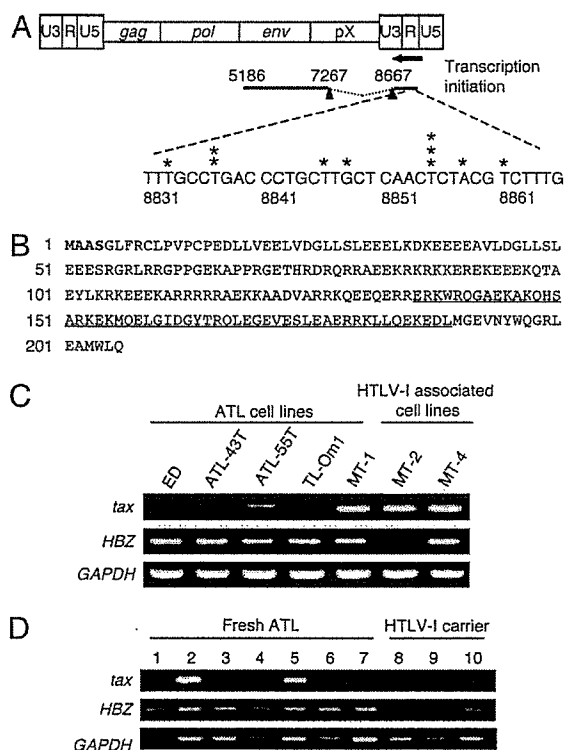 A
U3 R U5 gag pol env pX U3 R U5
5186 7267 8667 Transcription initiation
*
* * *
* * * * * * *
TTTGCCTGAC CCTGCTTGCT CAACTCTACG TCTTTG
8831 8841 8851 8861
B
1 MAASGLFRCLPVPCPEDLLVEELVDGLLSLEEELKDKEEEEAVLDGLLSL
51 EEESRGRLRRGPPGEKAPPRGETHRDRQRRAEEKRKRKXEREKEEEKQTA
101 EYLKRKEEEKARRRRRAEKKAADVARRKQEEQERRERKWRQGAEKAKQHS
151 ARKEKMQELGIDGYTRQLEGEVESLEAERRKLLQEKEDLMGEVNYWQGRL
201 EAMWLQ
C
ATL cell lines
HTLV-I associated cell lines
ED ATL-43T ATL-55T TL-Om1 MT-1 MT-2 MT-4
tax
HBZ
GAPDH
D
Fresh ATL HTLV-I carrier
1 2 3 4 5 6 7 8 9 10
tax
HBZ
GAPDH